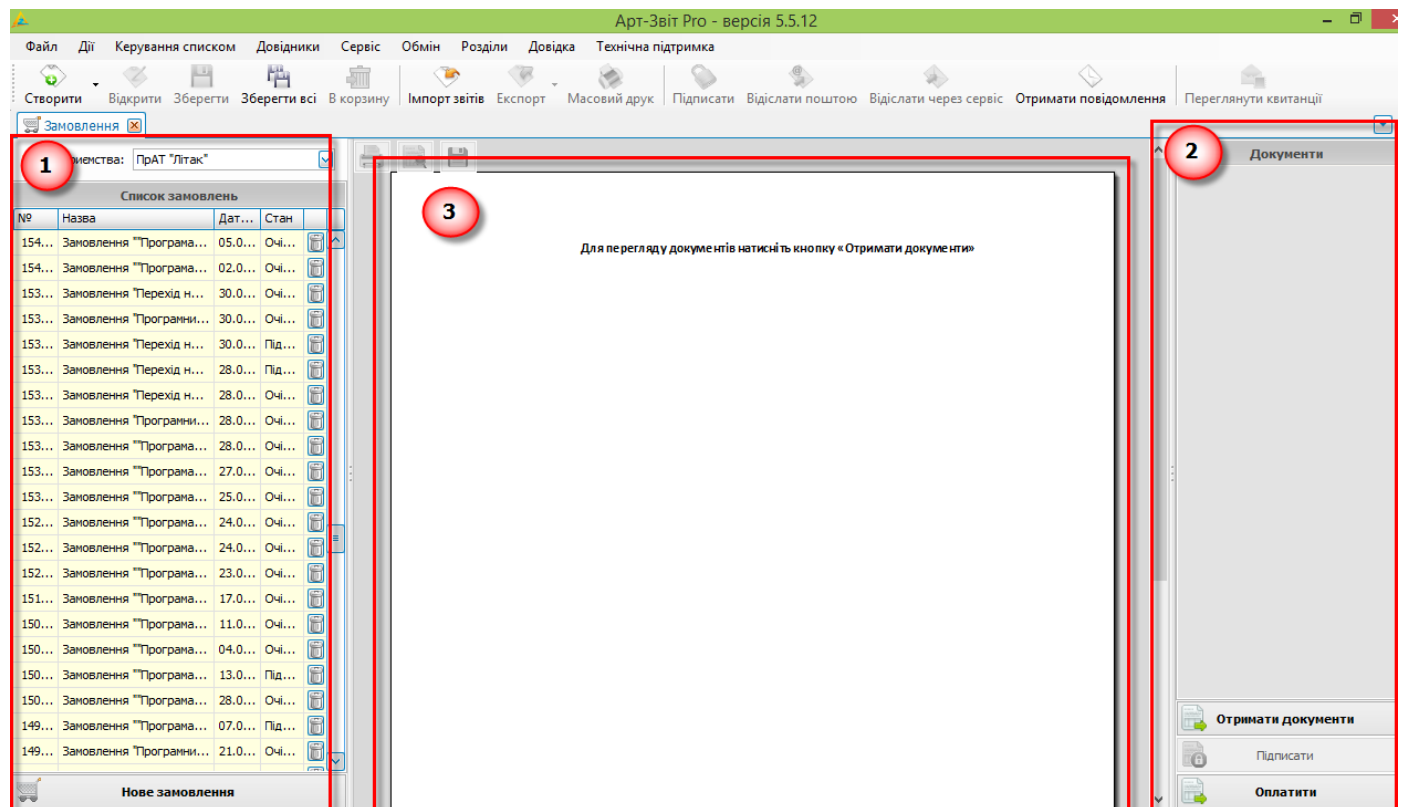 Арт-Звіт Pro - версія 5.5.12
Файл Дії Керування списком Довідники Сервіс Обмін Розділи Довідка Технічна підтримка
Створити Відкрити Зберегти Зберегти всі В корзину Імпорт звітів Експорт Масовий друк Підписати Відіслати поштою Відіслати через сервіс Отримати повідомлення Переглянути квитанції
Замовлення
1 ПрАТ "Літак"
2 Документи
Список замовлень
3
№ Назва Дат... Стан
Для перегляду документів натисніть кнопку «Отримати документи»
154... Замовлення ""Програма... 05.0... Очі...
154... Замовлення ""Програма... 02.0... Очі...
153... Замовлення "Перехід н... 30.0... Очі...
153... Замовлення "Програмни... 30.0... Очі...
153... Замовлення "Перехід н... 30.0... Під...
153... Замовлення "Перехід н... 28.0... Під...
153... Замовлення "Перехід н... 28.0... Очі...
153... Замовлення "Програмни... 28.0... Очі...
153... Замовлення ""Програма... 28.0... Очі...
153... Замовлення ""Програма... 27.0... Очі...
153... Замовлення ""Програма... 25.0... Очі...
152... Замовлення ""Програма... 24.0... Очі...
152... Замовлення ""Програма... 24.0... Очі...
152... Замовлення ""Програма... 23.0... Очі...
151... Замовлення ""Програма... 17.0... Очі...
150... Замовлення ""Програма... 11.0... Очі...
150... Замовлення ""Програма... 04.0... Очі...
150... Замовлення ""Програма... 13.0... Під...
150... Замовлення ""Програма... 28.0... Очі...
149... Замовлення ""Програма... 07.0... Під...
149... Замовлення "Програмни... 21.0... Очі...
Отримати документи
Підписати
Нове замовлення
Оплатити